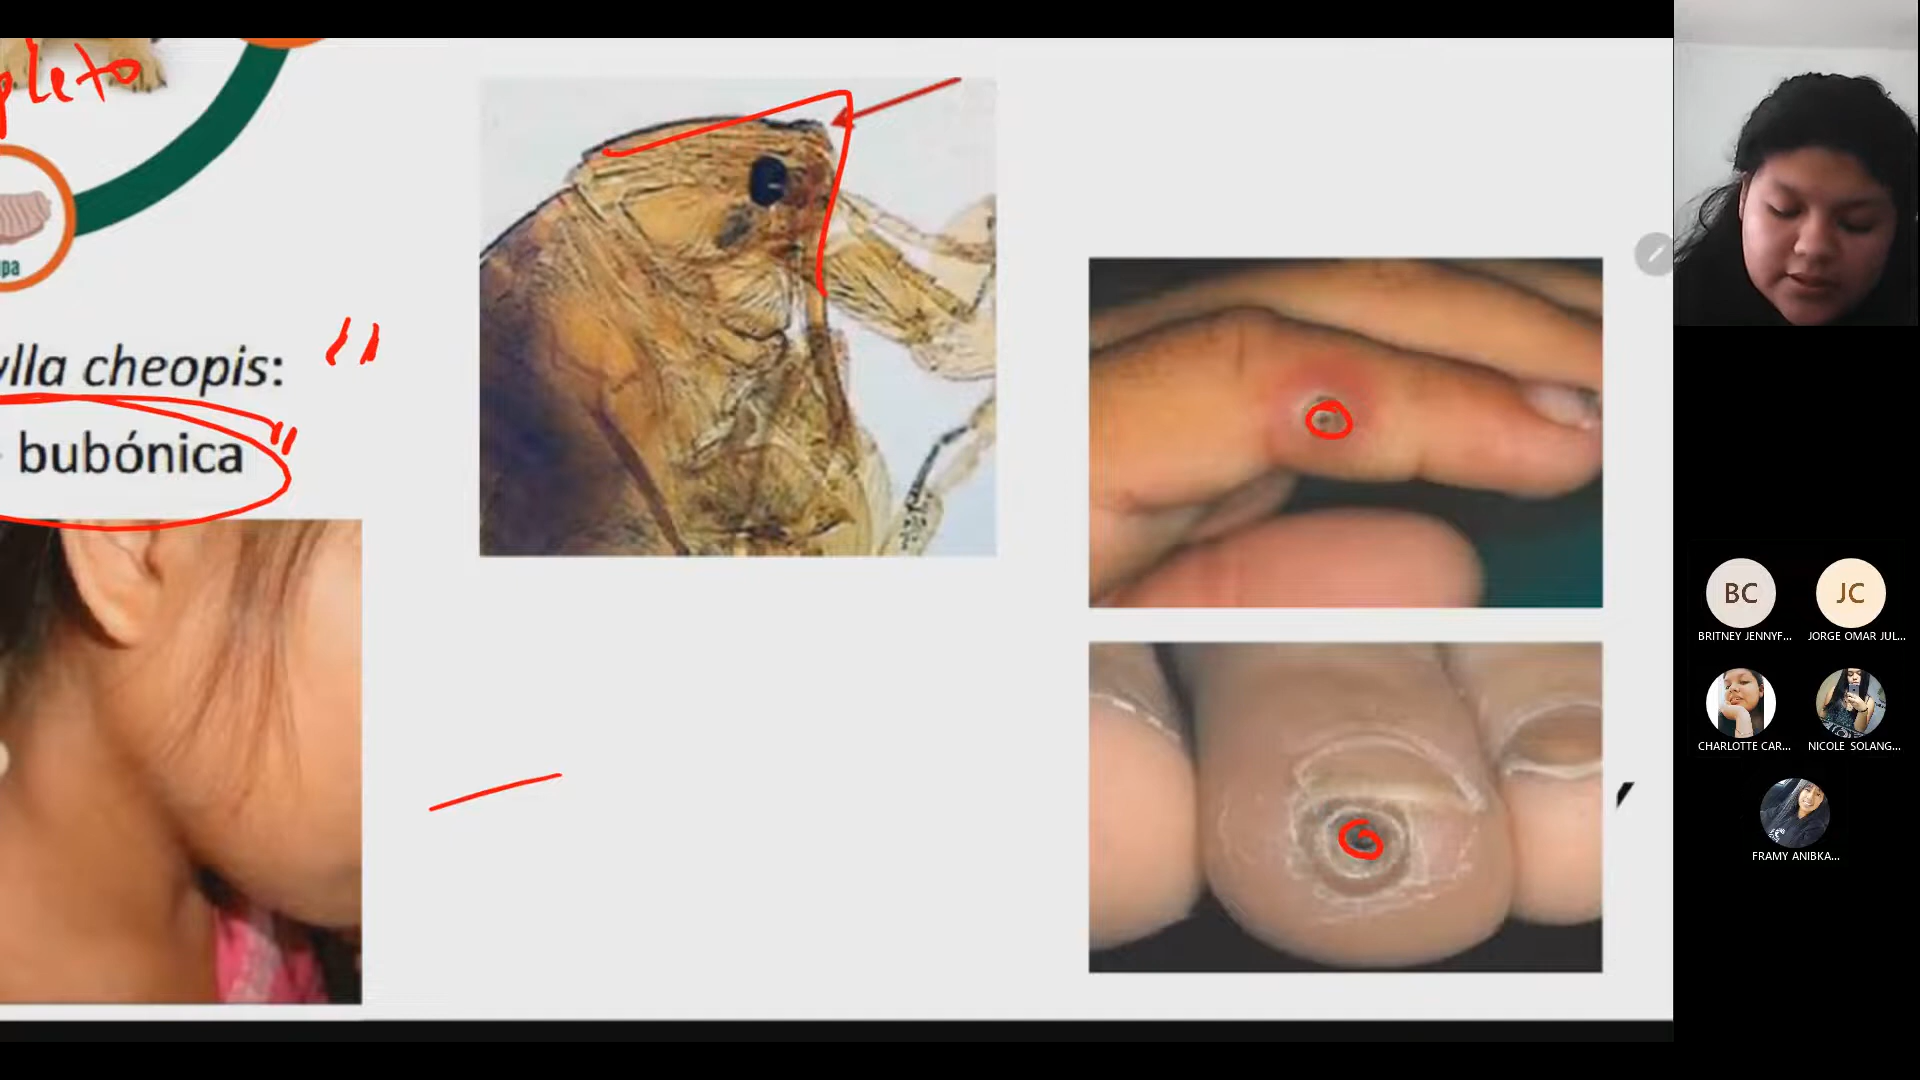 pleto
pa
ylla cheopis:
bubónica
BC
JC
BRITNEY JENNYF...
JORGE OMAR JUL...
CHARLOTTE CAR...
NICOLE SOLANG...
FRAMY ANIBKA...